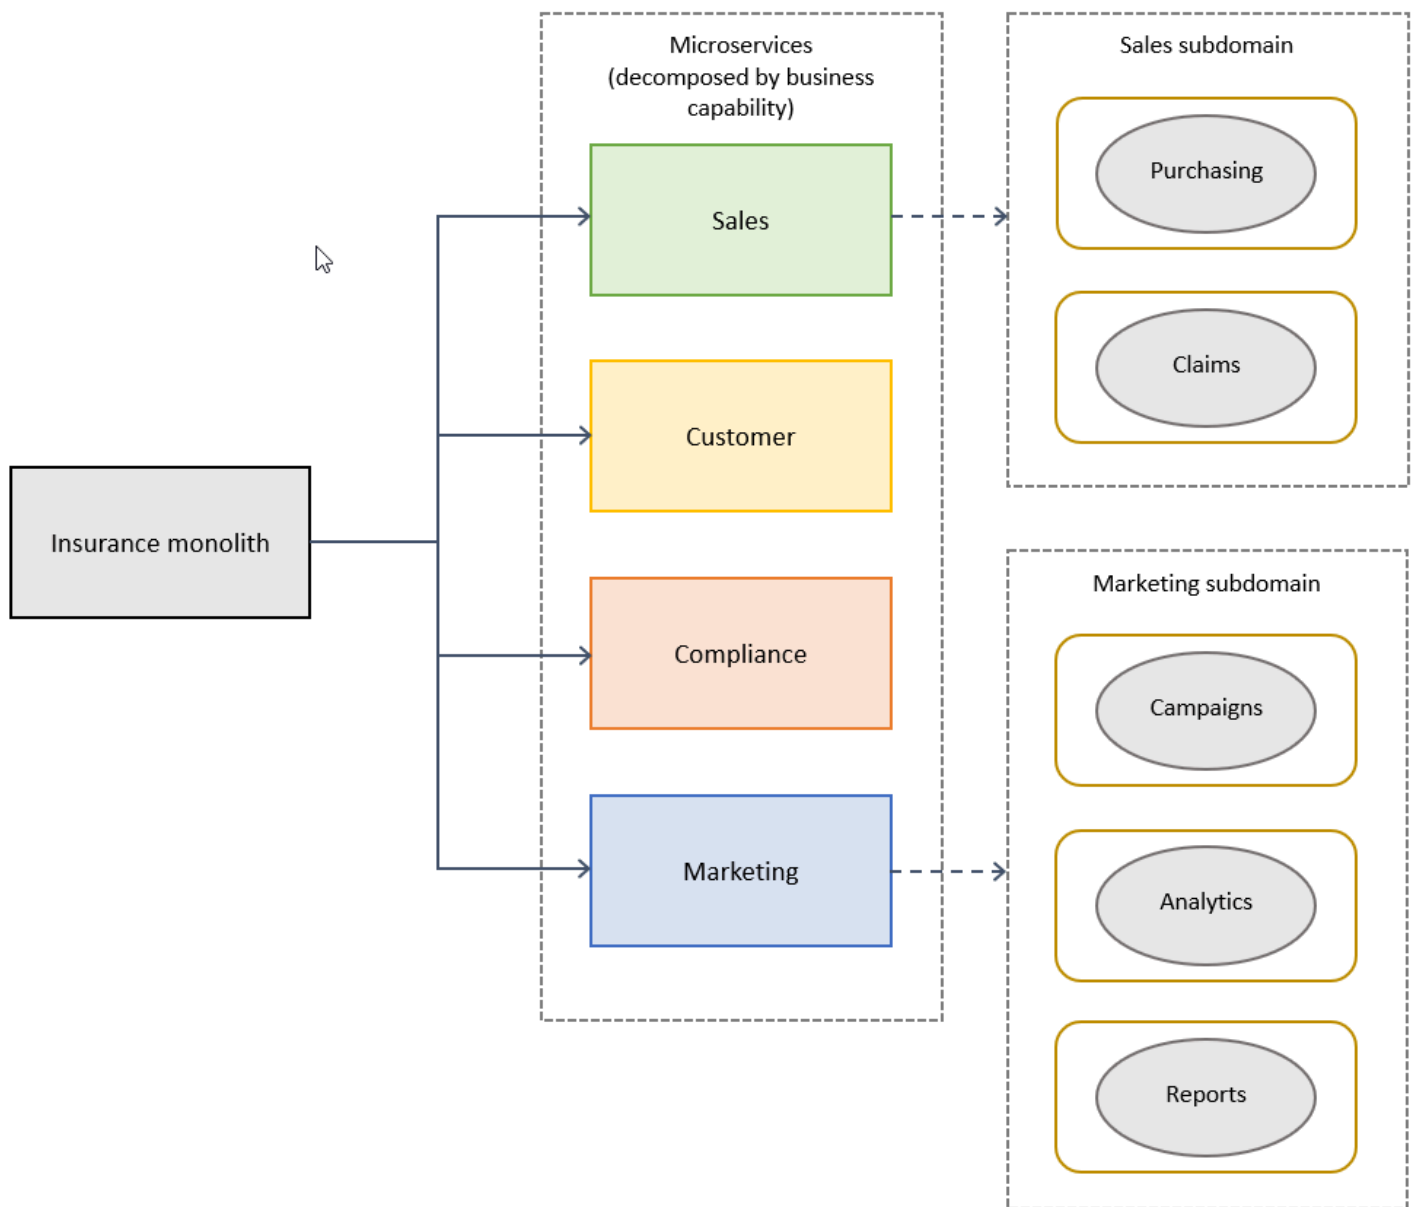 Microservices
(decomposed by business
capability)
Sales
Customer
Compliance
Marketing
Insurance monolith
Sales subdomain
Purchasing
Claims
Marketing subdomain
Campaigns
Analytics
Reports